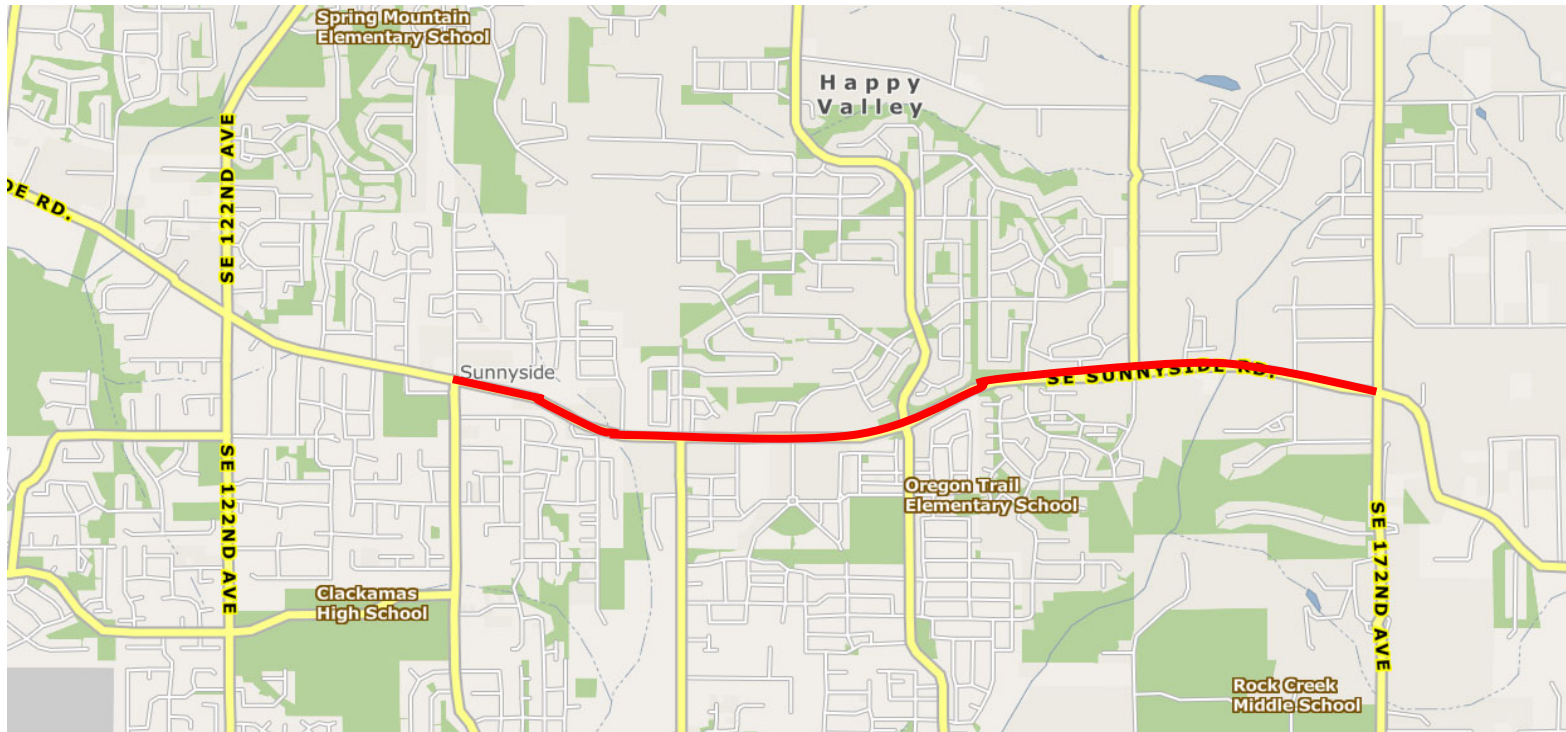 Spring Mountain
Elementary School
Happy
Valley
SE 122ND AVE
DE RD.
Sunnyside
SE SUNNYSIDE RD.
SE 122ND AVE
Oregon Trail
Elementary School
SE 172ND AVE
Clackamas
High School
Rock Creek
Middle School